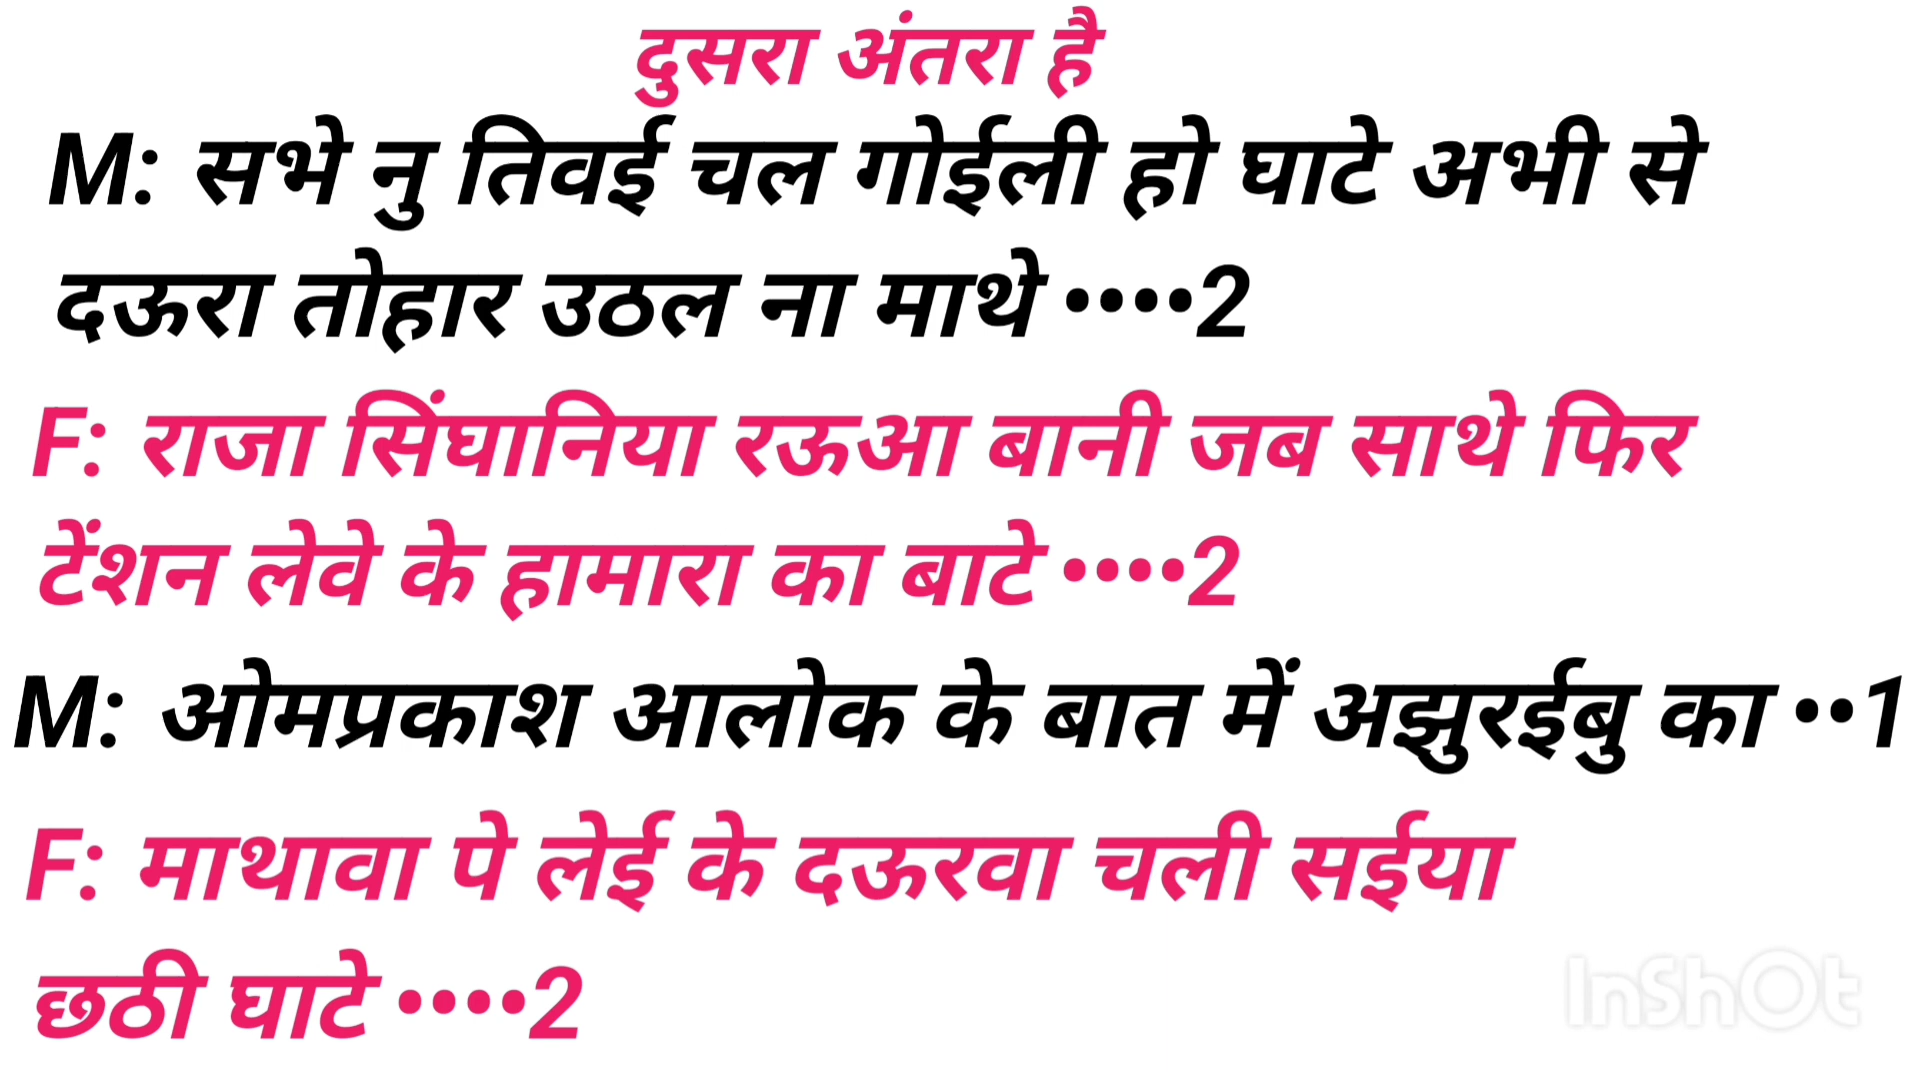 दुसरा अंतरा है
M: सभे नु तिवई चल गोईली हो घाटे अभी से
दऊरा तोहार उठल ना माथे ••••2
F: राजा सिंघानिया रऊआ बानी जब साथे फिर
टेंशन लेवे के हामारा का बाटे ••••2
M: ओमप्रकाश आलोक के बात में अझुरईबु का ••1
F: माथावा पे लेई के दऊरवा चली सईया
छठी घाटे ••••2
InShOt